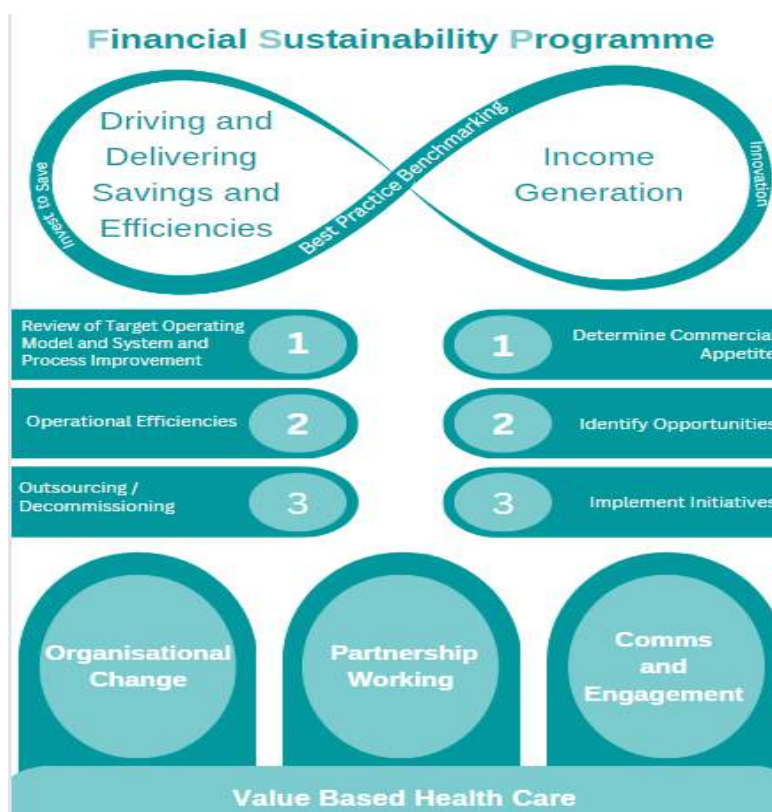 Financial Sustainability Programme
Driving and
Delivering
Savings and
Efficiencies
Invest to Save
Best Practice Benchmarking
Income
Generation
Innovation
Review of Target Operating
Model and System and
Process Improvement
1
Operational Efficiencies
2
Outsourcing /
Decommissioning
3
1
Determine Commercial
Appetite
2
Identify Opportunities
3
Implement Initiatives
Organisational
Change
Partnership
Working
Comms
and
Engagement
Value Based Health Care